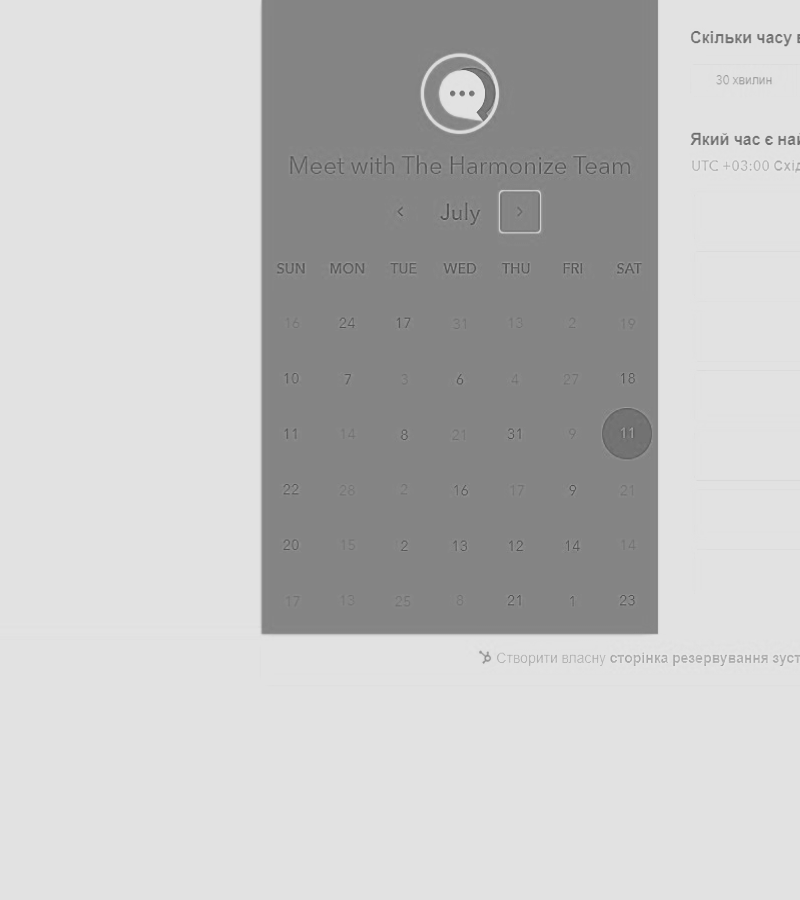 Meet with The Harmonize Team
July
SUN MON TUE WED THU FRI SAT
16 24 17 31 13 2 19
10 7 3 6 4 27 18
11 14 8 21 31 9 11
22 28 2 16 17 9 21
20 15 2 13 12 14 14
17 13 25 8 21 1 23
Скільки часу
30 хвилин
Який час є
UTC +03:00
Створити власну сторінка резервування